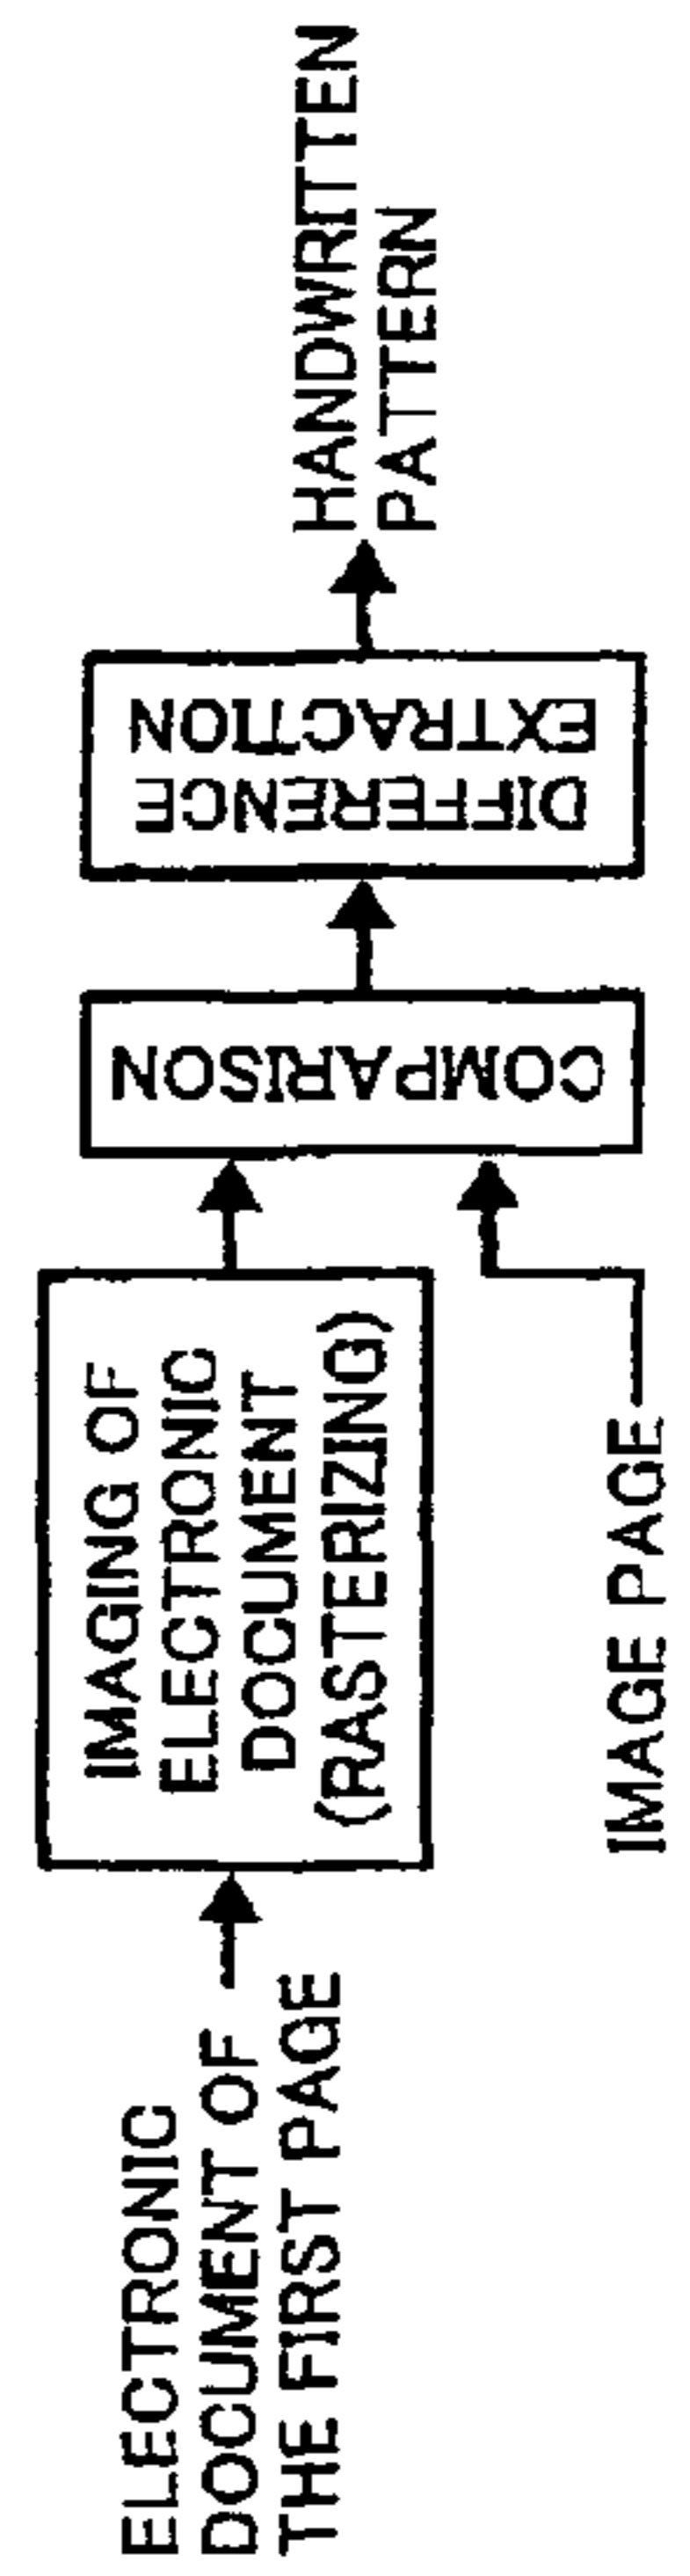 ELECTRONIC
DOCUMENT OF
THE FIRST PAGE
IMAGING OF
ELECTRONIC
DOCUMENT
(RASTERIZING)
IMAGE PAGE
COMPARISON
DIFFERENCE
EXTRACTION
HANDWRITTEN
PATTERN